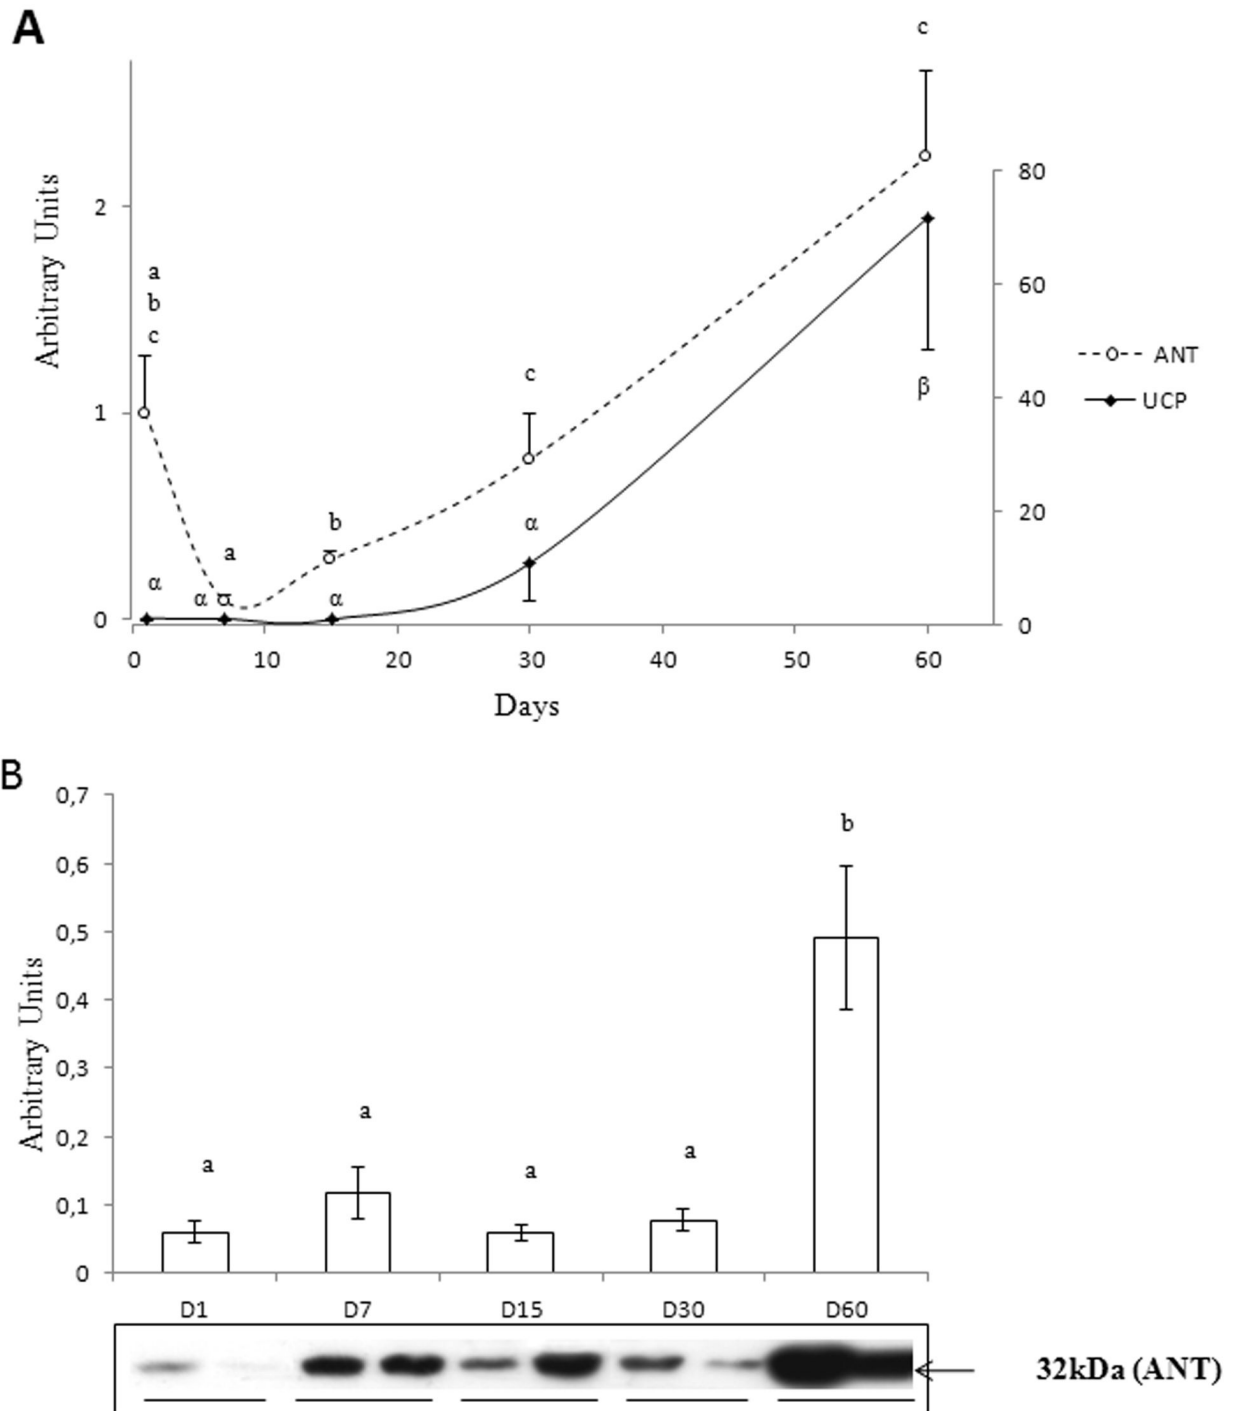 A
c
80
2
a
b
c
60
Arbitrary Units
ANT
c
40
UCP
β
1
b
α
20
a
α
α
α
α
0
0
0 10 20 30 40 50 60
Days
B
0,7
b
0,6
0,5
0,4
Arbitrary Units
0,3
0,2
a
a
a
a
0,1
0
D1 D7 D15 D30 D60
32kDa (ANT)